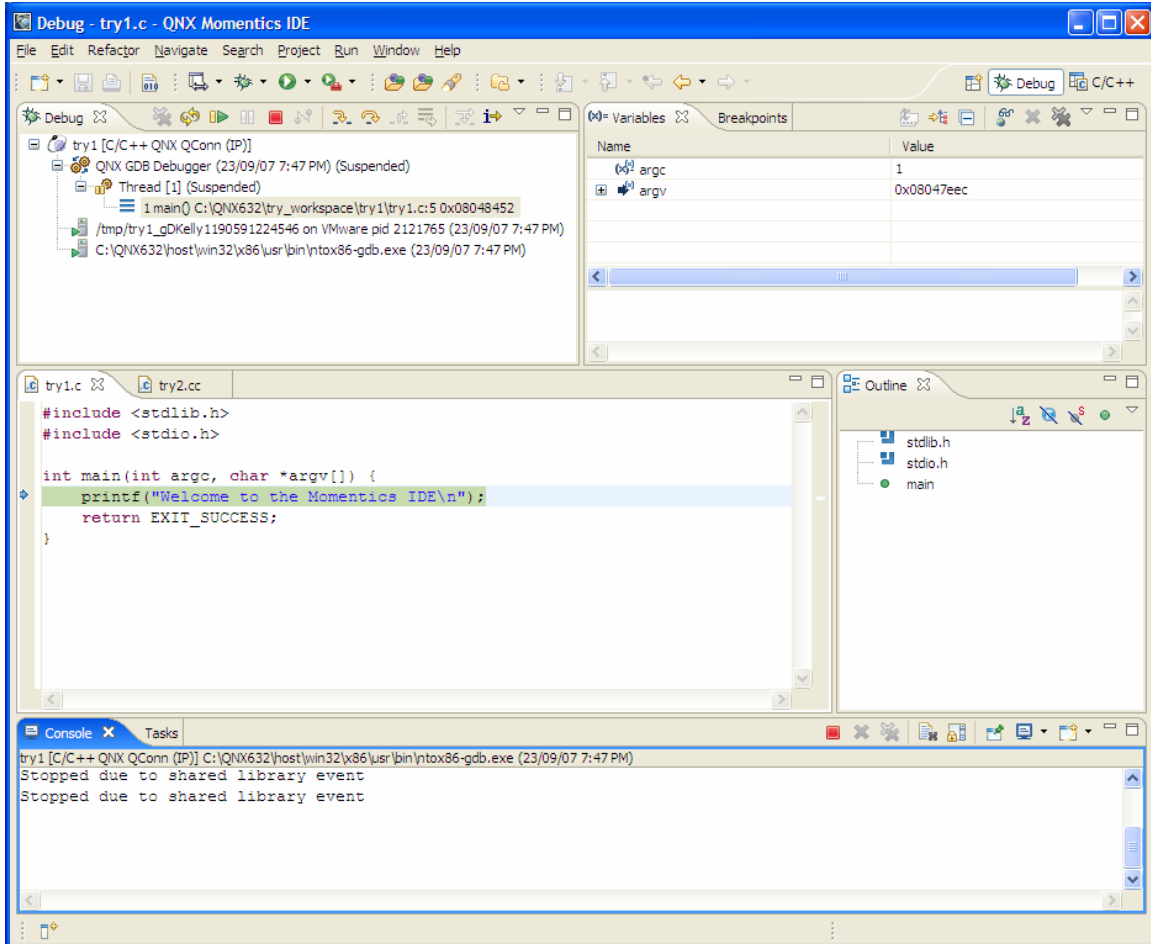 Debug - try1.c - QNX Momentics IDE
File Edit Refactor Navigate Search Project Run Window Help
010
Debug C/C++
Debug
try1 [C/C++ QNX QConn (IP)]
QNX GDB Debugger (23/09/07 7:47 PM) (Suspended)
Thread [1] (Suspended)
1 main() C:\QNX632\try_workspace\try1\try1.c:5 0x08048452
/tmp/try1_gDKelly1190591224546 on VMware pid 2121765 (23/09/07 7:47 PM)
C:\QNX632\host\win32\x86\usr\bin\ntox86-gdb.exe (23/09/07 7:47 PM)
(x)= Variables Breakpoints
Name Value
argc 1
argv 0x08047eec
.c try1.c .c try2.cc
#include <stdlib.h>
#include <stdio.h>
int main(int argc, char *argv[]) {
printf("Welcome to the Momentics IDE\n");
return EXIT_SUCCESS;
}
Outline
stdlib.h
stdio.h
main
Console Tasks
try1 [C/C++ QNX QConn (IP)] C:\QNX632\host\win32\x86\usr\bin\ntox86-gdb.exe (23/09/07 7:47 PM)
Stopped due to shared library event
Stopped due to shared library event